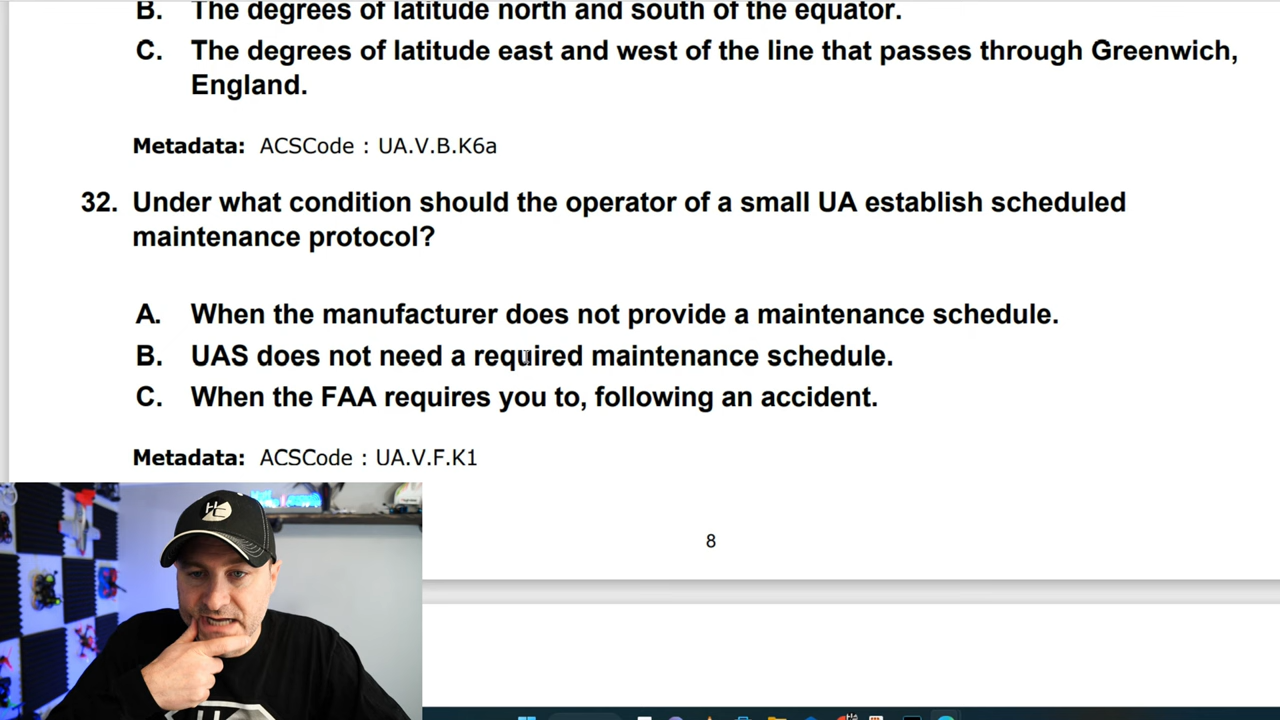 B. The degrees of latitude north and south of the equator.
C. The degrees of latitude east and west of the line that passes through Greenwich,
England.
Metadata: ACSCode : UA.V.B.K6a
32. Under what condition should the operator of a small UA establish scheduled
maintenance protocol?
A. When the manufacturer does not provide a maintenance schedule.
B. UAS does not need a required maintenance schedule.
C. When the FAA requires you to, following an accident.
Metadata: ACSCode : UA.V.F.K1
8
HC